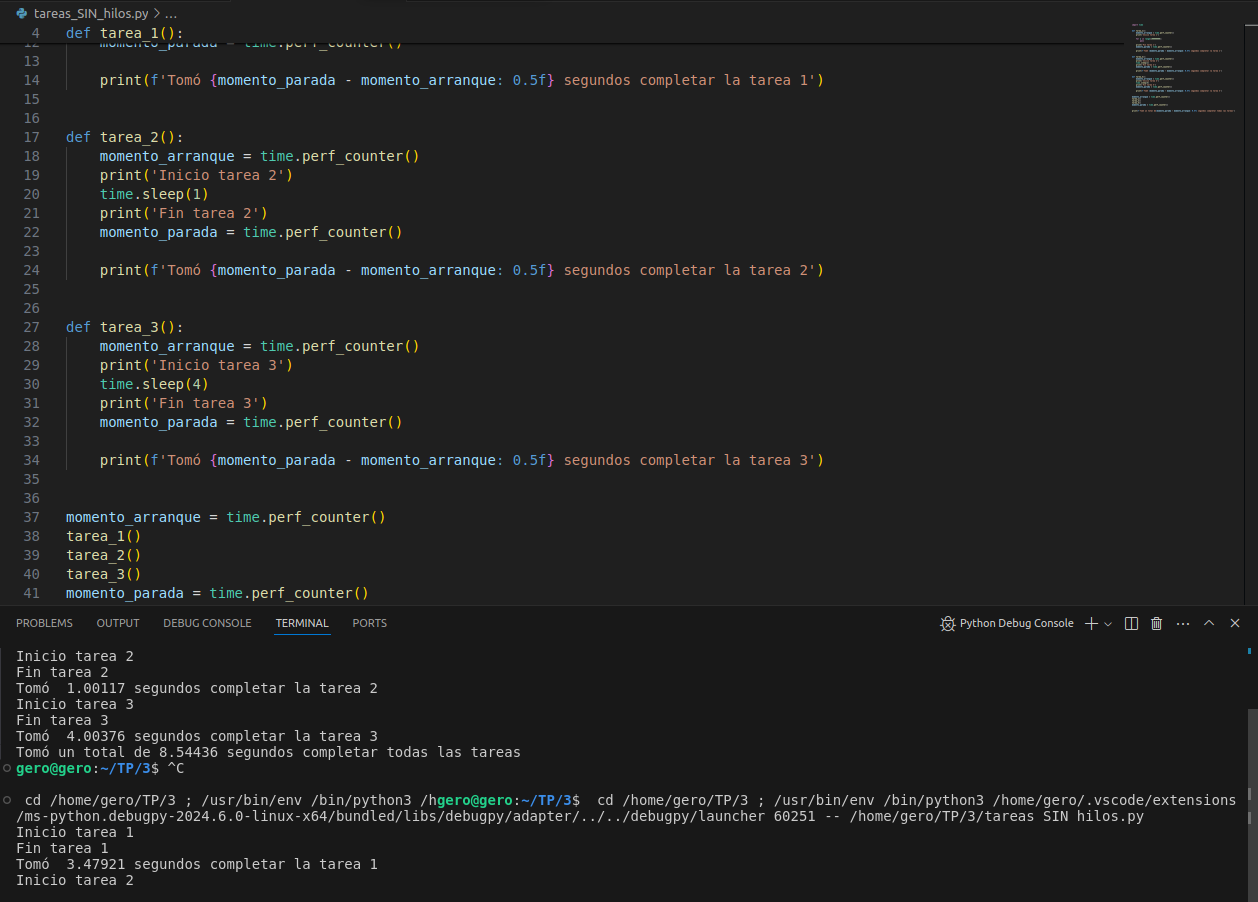 tareas_SIN_hilos.py > ...
4 def tarea_1():
12 momento_parada = time.perf_counter()
13
14 print(f'Tomó {momento_parada - momento_arranque: 0.5f} segundos completar la tarea 1')
15
16
17 def tarea_2():
18 momento_arranque = time.perf_counter()
19 print('Inicio tarea 2')
20 time.sleep(1)
21 print('Fin tarea 2')
22 momento_parada = time.perf_counter()
23
24 print(f'Tomó {momento_parada - momento_arranque: 0.5f} segundos completar la tarea 2')
25
26
27 def tarea_3():
28 momento_arranque = time.perf_counter()
29 print('Inicio tarea 3')
30 time.sleep(4)
31 print('Fin tarea 3')
32 momento_parada = time.perf_counter()
33
34 print(f'Tomó {momento_parada - momento_arranque: 0.5f} segundos completar la tarea 3')
35
36
37 momento_arranque = time.perf_counter()
38 tarea_1()
39 tarea_2()
40 tarea_3()
41 momento_parada = time.perf_counter()
PROBLEMS OUTPUT DEBUG CONSOLE TERMINAL PORTS Python Debug Console
Inicio tarea 2
Fin tarea 2
Tomó  1.00117 segundos completar la tarea 2
Inicio tarea 3
Fin tarea 3
Tomó  4.00376 segundos completar la tarea 3
Tomó un total de 8.54436 segundos completar todas las tareas
gero@gero:~/TP/3$ ^C
cd /home/gero/TP/3 ; /usr/bin/env /bin/python3 /hgero@gero:~/TP/3$  cd /home/gero/TP/3 ; /usr/bin/env /bin/python3 /home/gero/.vscode/extensions
/ms-python.debugpy-2024.6.0-linux-x64/bundled/libs/debugpy/adapter/../../debugpy/launcher 60251 -- /home/gero/TP/3/tareas SIN hilos.py
Inicio tarea 1
Fin tarea 1
Tomó  3.47921 segundos completar la tarea 1
Inicio tarea 2